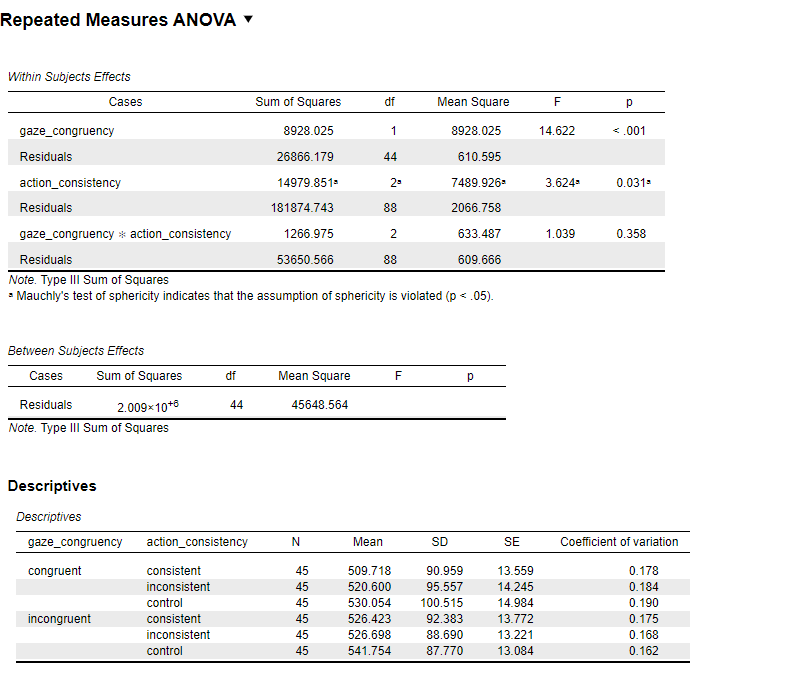 Repeated Measures ANOVA ▼
Within Subjects Effects
Cases Sum of Squares df Mean Square F p
gaze_congruency 8928.025 1 8928.025 14.622 < .001
Residuals 26866.179 44 610.595
action_consistency 14979.851ᵃ 2ᵃ 7489.926ᵃ 3.624ᵃ 0.031ᵃ
Residuals 181874.743 88 2066.758
gaze_congruency ∗ action_consistency 1266.975 2 633.487 1.039 0.358
Residuals 53650.566 88 609.666
Note. Type III Sum of Squares
ᵃ Mauchly's test of sphericity indicates that the assumption of sphericity is violated (p < .05).
Between Subjects Effects
Cases Sum of Squares df Mean Square F p
Residuals 2.009×10⁺⁶ 44 45648.564
Note. Type III Sum of Squares
Descriptives
Descriptives
gaze_congruency action_consistency N Mean SD SE Coefficient of variation
congruent consistent 45 509.718 90.959 13.559 0.178
inconsistent 45 520.600 95.557 14.245 0.184
control 45 530.054 100.515 14.984 0.190
incongruent consistent 45 526.423 92.383 13.772 0.175
inconsistent 45 526.698 88.690 13.221 0.168
control 45 541.754 87.770 13.084 0.162